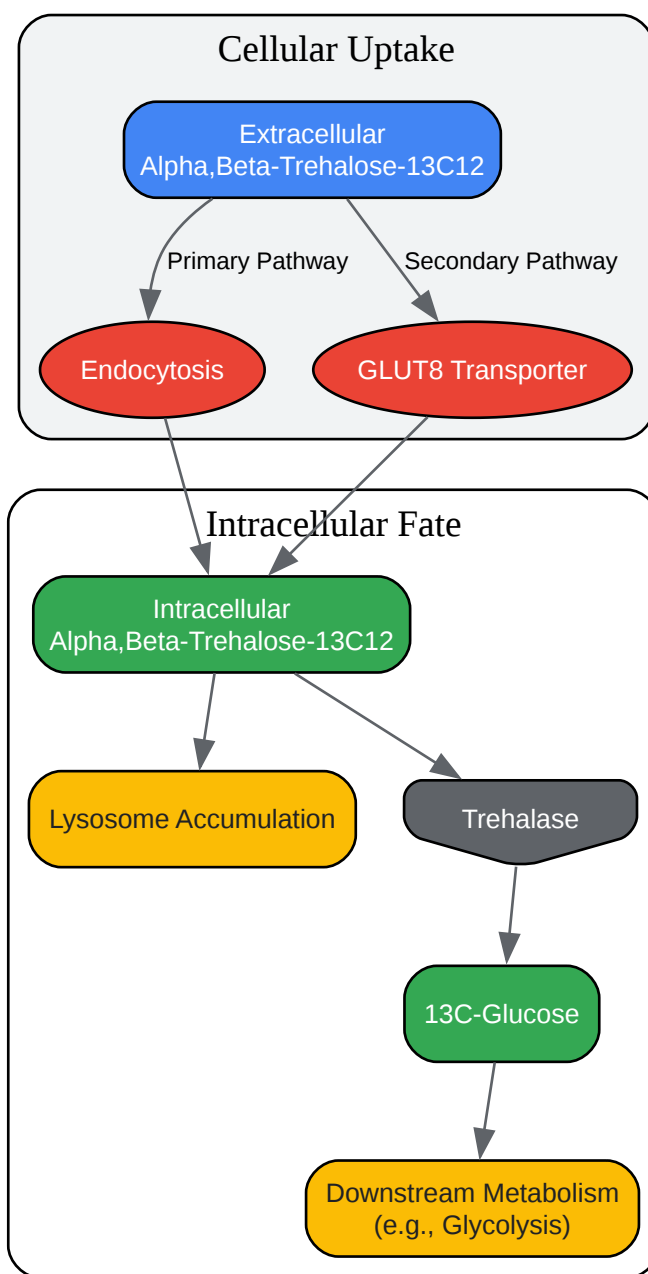 Cellular Uptake
Extracellular
Alpha,Beta-Trehalose-13C12
Primary Pathway
Secondary Pathway
Endocytosis
GLUT8 Transporter
Intracellular Fate
Intracellular
Alpha,Beta-Trehalose-13C12
Lysosome Accumulation
Trehalase
13C-Glucose
Downstream Metabolism
(e.g., Glycolysis)